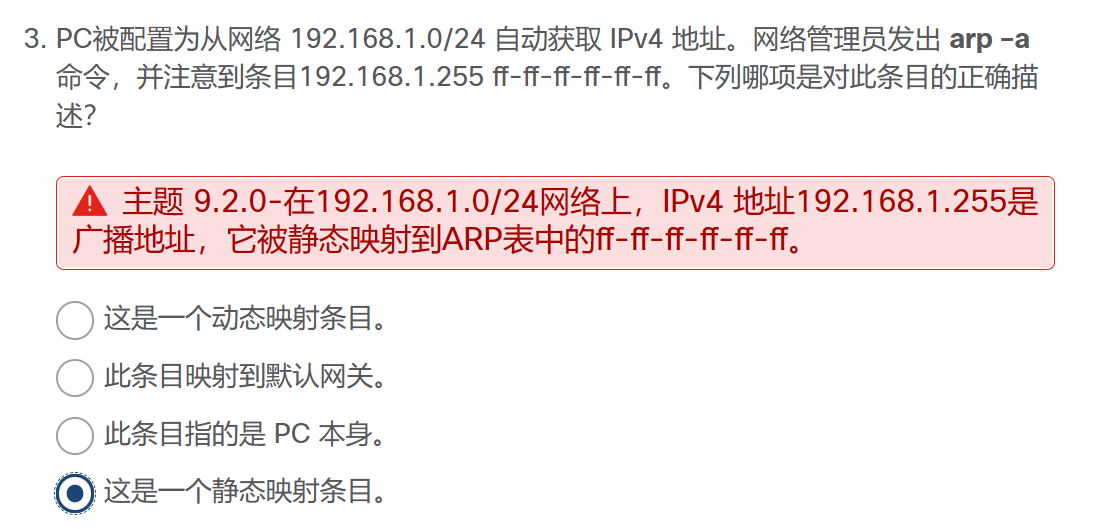 3. PC被配置为从网络 192.168.1.0/24 自动获取 IPv4 地址。网络管理员发出 arp –a
命令，并注意到条目192.168.1.255 ff-ff-ff-ff-ff-ff。下列哪项是对此条目的正确描
述？
主题 9.2.0-在192.168.1.0/24网络上，IPv4 地址192.168.1.255是
广播地址，它被静态映射到ARP表中的ff-ff-ff-ff-ff-ff。
这是一个动态映射条目。
此条目映射到默认网关。
此条目指的是 PC 本身。
这是一个静态映射条目。